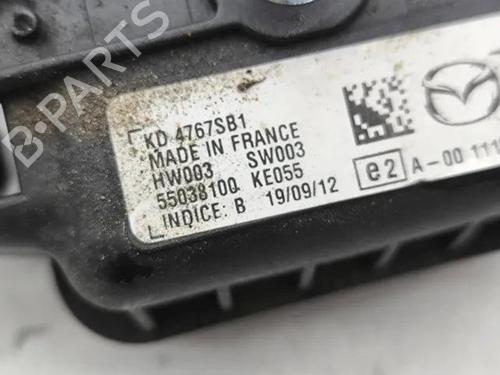 B-PARTS
KD 4767SB1
MADE IN FRANCE
HW003 SW003
55038100 KE055
INDICE: B 19/09/12
e2 A-00 111